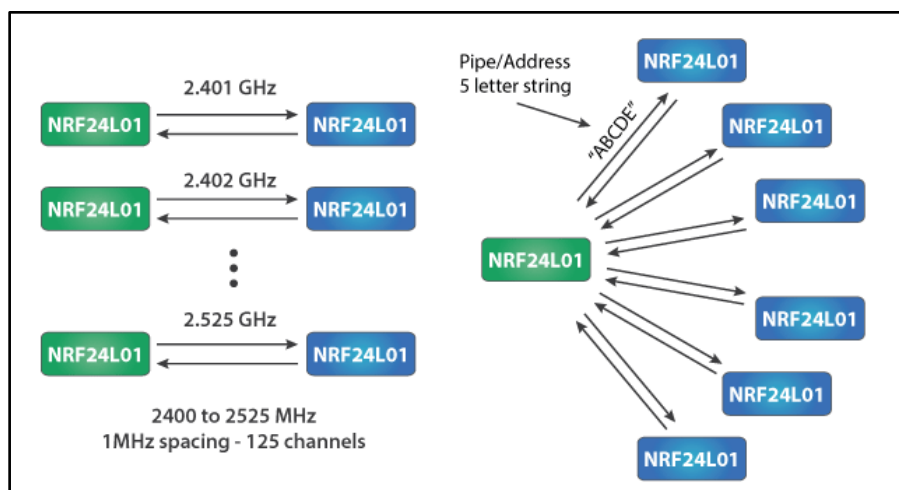 2.401 GHz
NRF24L01
NRF24L01
2.402 GHz
NRF24L01
NRF24L01
2.525 GHz
NRF24L01
NRF24L01
2400 to 2525 MHz
1MHz spacing - 125 channels
Pipe/Address
5 letter string
"ABCDE"
NRF24L01
NRF24L01
NRF24L01
NRF24L01
NRF24L01
NRF24L01
NRF24L01